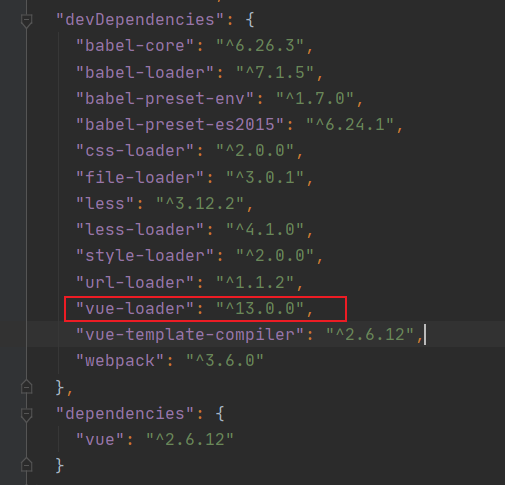 "devDependencies": {
"babel-core": "^6.26.3",
"babel-loader": "^7.1.5",
"babel-preset-env": "^1.7.0",
"babel-preset-es2015": "^6.24.1",
"css-loader": "^2.0.0",
"file-loader": "^3.0.1",
"less": "^3.12.2",
"less-loader": "^4.1.0",
"style-loader": "^2.0.0",
"url-loader": "^1.1.2",
"vue-loader": "^13.0.0",
"vue-template-compiler": "^2.6.12",
"webpack": "^3.6.0"
},
"dependencies": {
"vue": "^2.6.12"
}